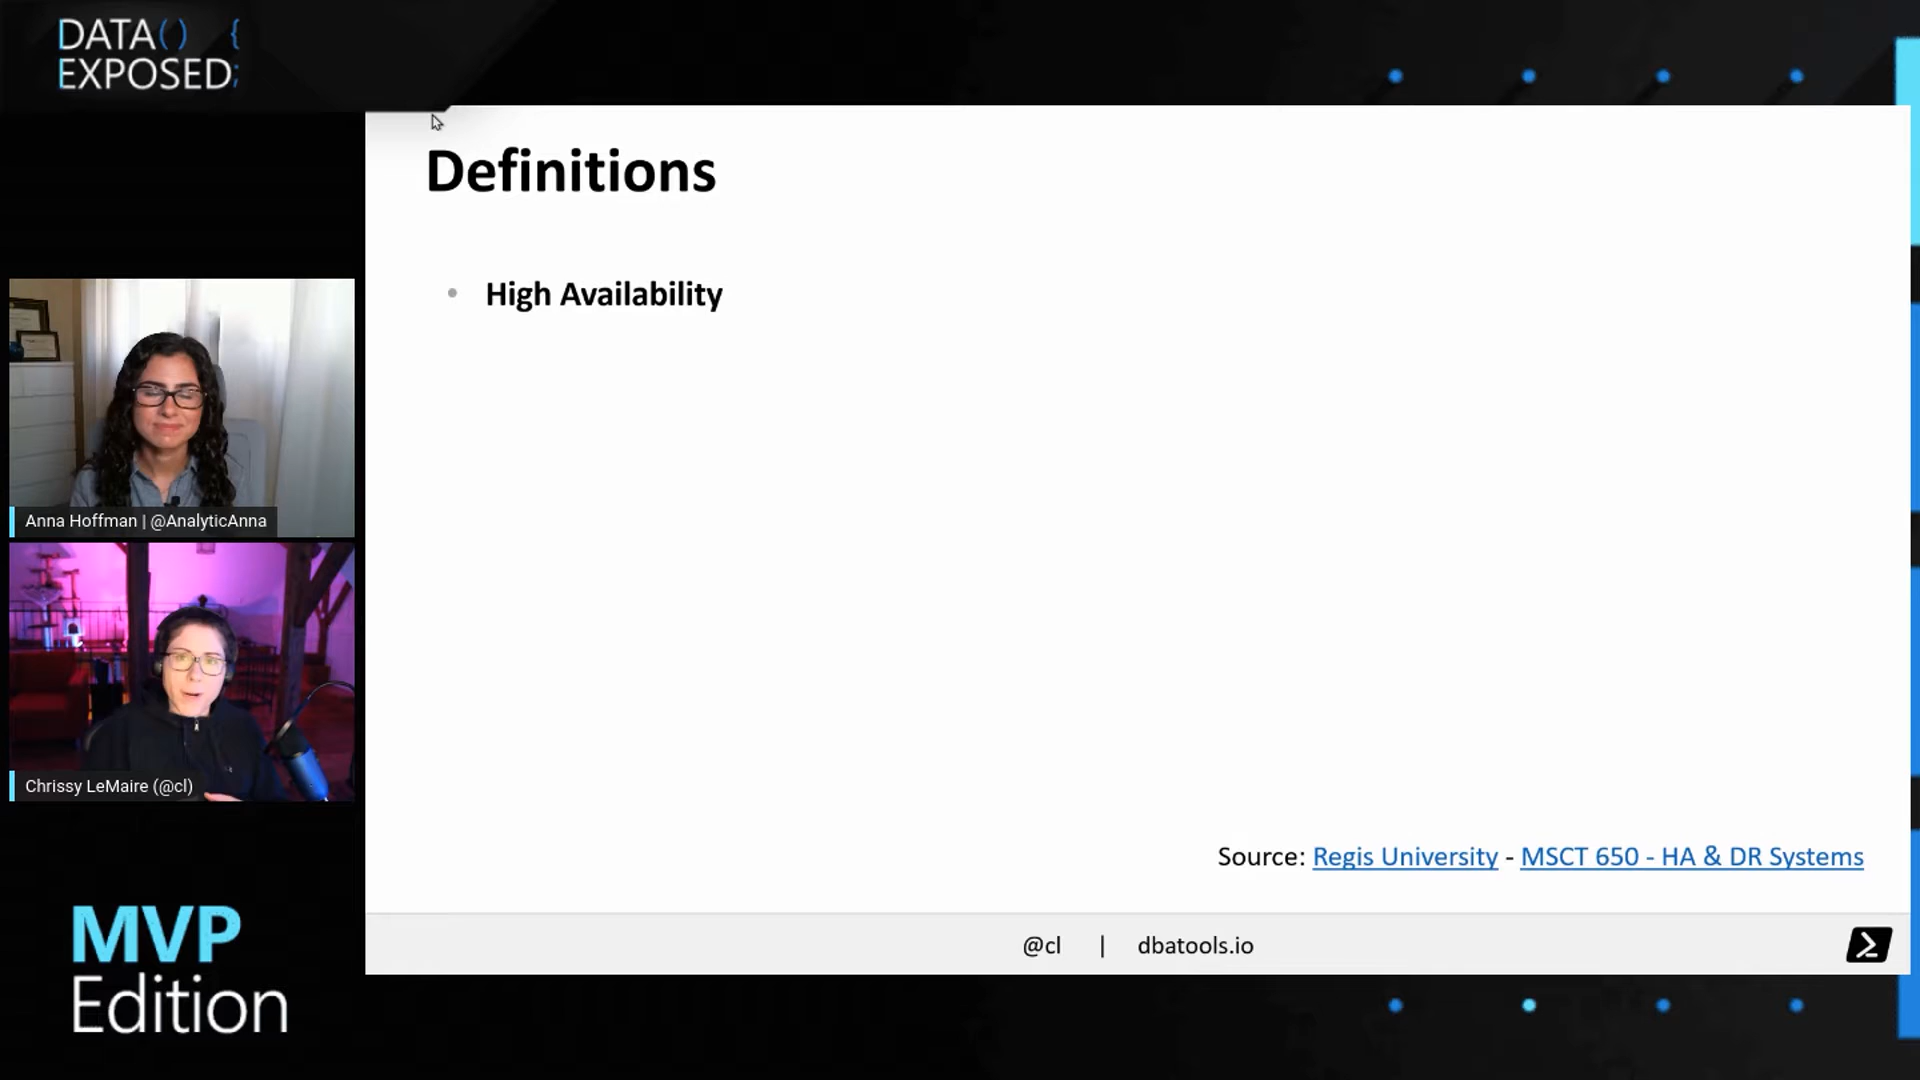 DATA() {
EXPOSED;
Definitions
• High Availability
Anna Hoffman | @AnalyticAnna
Chrissy LeMaire (@cl)
Source: Regis University - MSCT 650 - HA & DR Systems
@cl | dbatools.io
MVP
Edition